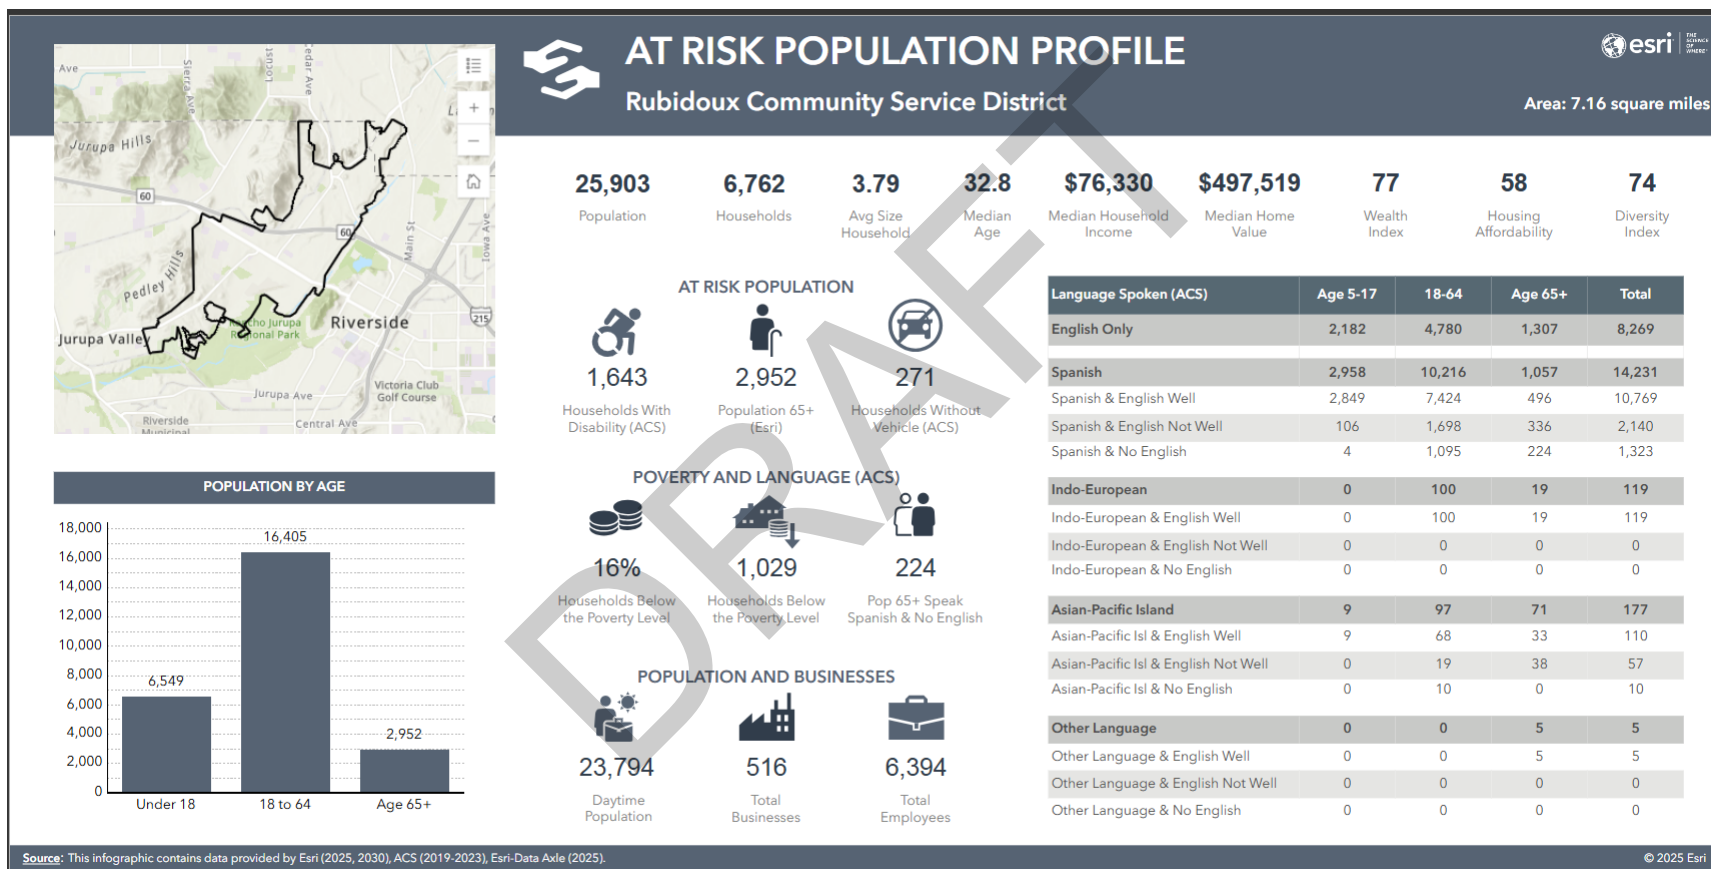 AT RISK POPULATION PROFILE
Rubidoux Community Service District
esri
THE
SCIENCE
OF
WHERE
Area: 7.16 square miles
Ave
Sierra Ave
Locust
Cedar Ave
Jurupa Hills
60
60
Main St
Iowa Ave
Pedley Hills
Jurupa Valley
Riverside
215
Regional Park
Jurupa Ave
Victoria Club
Golf Course
Riverside
Municipal
Central Ave
+
−
25,903
Population
6,762
Households
3.79
Avg Size
Household
32.8
Median
Age
$76,330
Median Household
Income
$497,519
Median Home
Value
77
Wealth
Index
58
Housing
Affordability
74
Diversity
Index
POPULATION BY AGE
18,000
16,000
14,000
12,000
10,000
8,000
6,000
4,000
2,000
0
6,549
16,405
2,952
Under 18
18 to 64
Age 65+
AT RISK POPULATION
1,643
Households With
Disability (ACS)
2,952
Population 65+
(Esri)
271
Households Without
Vehicle (ACS)
POVERTY AND LANGUAGE (ACS)
16%
Households Below
the Poverty Level
1,029
Households Below
the Poverty Level
224
Pop 65+ Speak
Spanish & No English
POPULATION AND BUSINESSES
23,794
Daytime
Population
516
Total
Businesses
6,394
Total
Employees
Language Spoken (ACS) Age 5-17 18-64 Age 65+ Total
English Only 2,182 4,780 1,307 8,269
Spanish 2,958 10,216 1,057 14,231
Spanish & English Well 2,849 7,424 496 10,769
Spanish & English Not Well 106 1,698 336 2,140
Spanish & No English 4 1,095 224 1,323
Indo-European 0 100 19 119
Indo-European & English Well 0 100 19 119
Indo-European & English Not Well 0 0 0 0
Indo-European & No English 0 0 0 0
Asian-Pacific Island 9 97 71 177
Asian-Pacific Isl & English Well 9 68 33 110
Asian-Pacific Isl & English Not Well 0 19 38 57
Asian-Pacific Isl & No English 0 10 0 10
Other Language 0 0 5 5
Other Language & English Well 0 0 5 5
Other Language & English Not Well 0 0 0 0
Other Language & No English 0 0 0 0
DRAFT
Source: This infographic contains data provided by Esri (2025, 2030), ACS (2019-2023), Esri-Data Axle (2025).
© 2025 Esri